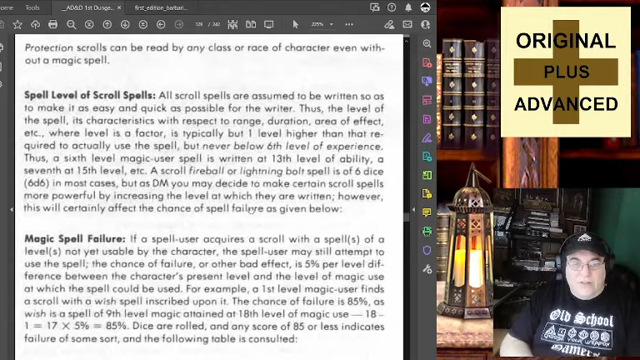 Home
Tools
__AD&D 1st Dunge...
first_edition_barbari...
129 / 242
225%
Protection scrolls can be read by any class or race of character even with-
out a magic spell.
Spell Level of Scroll Spells: All scroll spells are assumed to be written so as
to make it as easy and quick as possible for the writer. Thus, the level of
the spell, its characteristics with respect to range, duration, area of effect,
etc., where level is a factor, is typically but 1 level higher than that re-
quired to actually use the spell, but never below 6th level of experience.
Thus, a sixth level magic-user spell is written at 13th level of ability, a
seventh at 15th level, etc. A scroll fireball or lightning bolt spell is of 6 dice
(6d6) in most cases, but as DM you may decide to make certain scroll spells
more powerful by increasing the level at which they are written; however,
this will certainly affect the chance of spell failyre as given below:
Magic Spell Failure: If a spell-user acquires a scroll with a spell(s) of a
level(s) not yet usable by the character, the spell-user may still attempt to
use the spell; the chance of failure, or other bad effect, is 5% per level dif-
ference between the character's present level and the level of magic use
at which the spell could be used. For example, a 1st level magic-user finds
a scroll with a wish spell inscribed upon it. The chance of failure is 85%, as
wish is a spell of 9th level magic attained at 18th level of magic use — 18 -
1 = 17 × 5% = 85%. Dice are rolled, and any score of 85 or less indicates
failure of some sort, and the following table is consulted:
ORIGINAL
PLUS
ADVANCED
Old School
Gamer